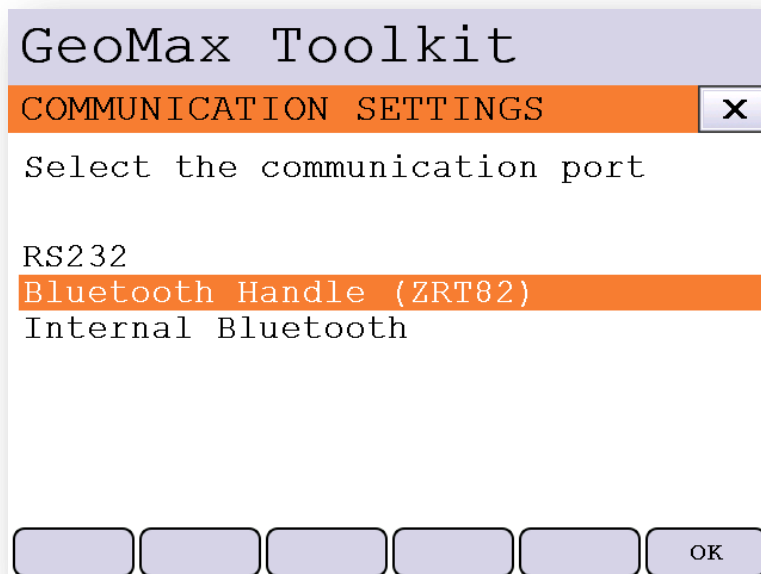 GeoMax Toolkit
COMMUNICATION SETTINGS
Select the communication port
RS232
Bluetooth Handle (ZRT82)
Internal Bluetooth
OK